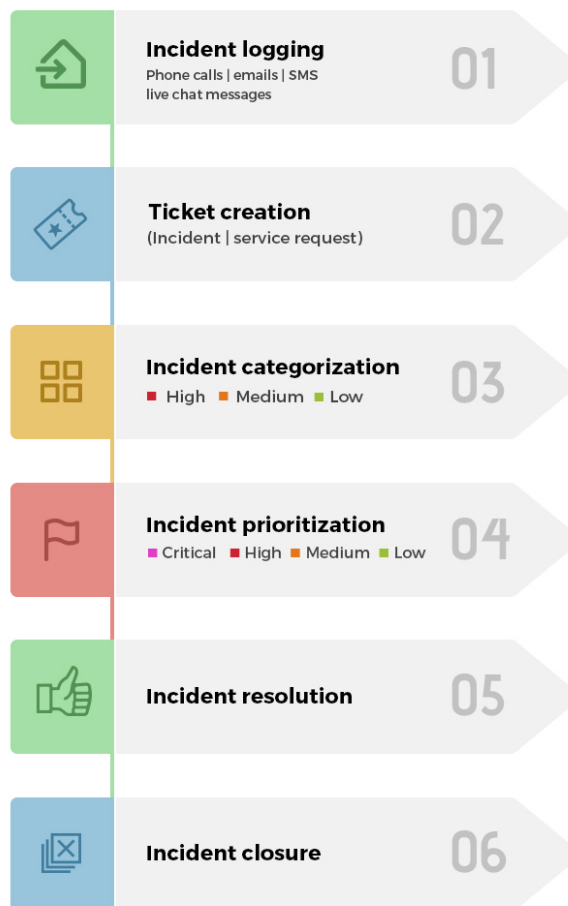 Incident logging
Phone calls | emails | SMS
live chat messages
01
Ticket creation
(Incident | service request)
02
Incident categorization
High Medium Low
03
Incident prioritization
Critical High Medium Low
04
Incident resolution
05
Incident closure
06